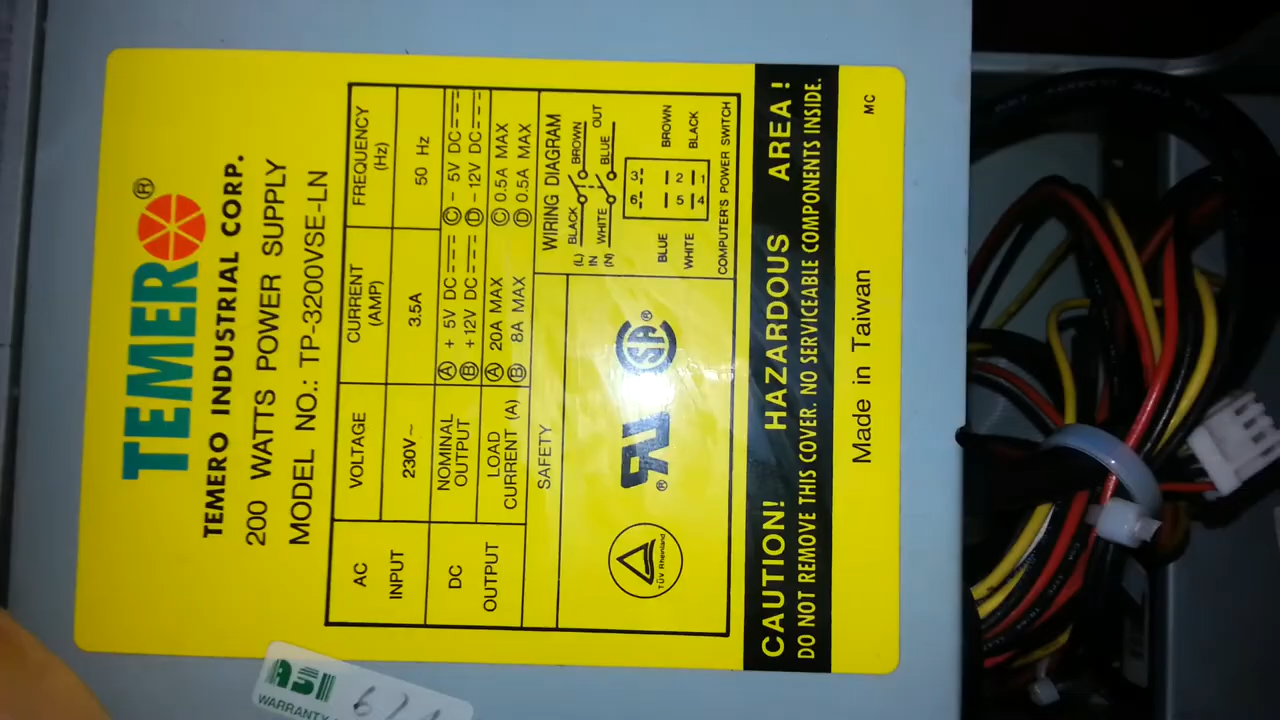 TEMERO®
TEMERO INDUSTRIAL CORP.
200 WATTS POWER SUPPLY
MODEL NO.: TP-3200VSE-LN
AC INPUT
VOLTAGE
CURRENT (AMP)
FREQUENCY (Hz)
230V~
3.5A
50 Hz
DC OUTPUT
NOMINAL OUTPUT
Ⓐ + 5V DC
Ⓒ - 5V DC
Ⓑ +12V DC
Ⓓ -12V DC
LOAD CURRENT (A)
Ⓐ 20A MAX
Ⓒ 0.5A MAX
Ⓑ 8A MAX
Ⓓ 0.5A MAX
SAFETY
TÜV Rheinland
WIRING DIAGRAM
(L) BLACK BROWN
IN OUT
(N) WHITE BLUE
6 3
5 2
4 1
BLUE BROWN
WHITE BLACK
COMPUTER'S POWER SWITCH
CAUTION! HAZARDOUS AREA !
DO NOT REMOVE THIS COVER. NO SERVICEABLE COMPONENTS INSIDE.
Made in Taiwan
MC
WARRANTY